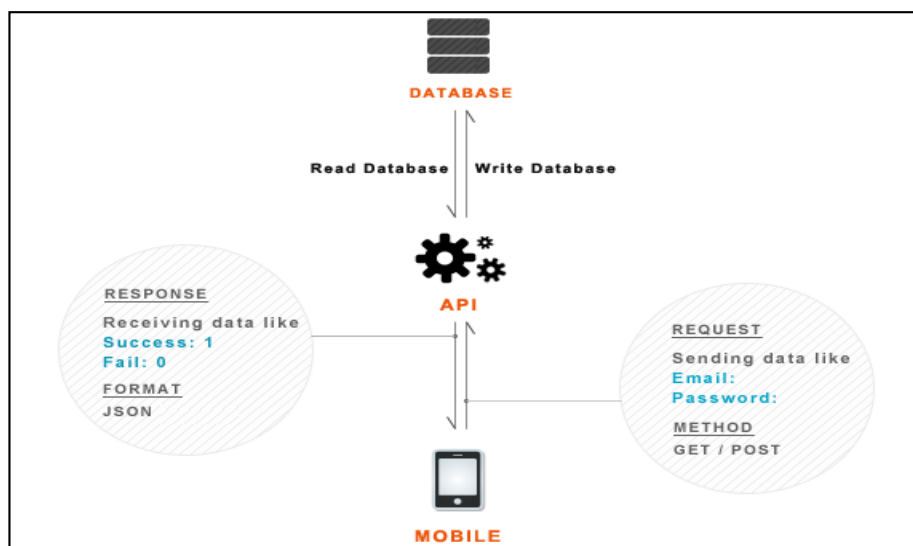 DATABASE
Read Database
Write Database
API
RESPONSE
Receiving data like
Success: 1
Fail: 0
FORMAT
JSON
REQUEST
Sending data like
Email:
Password:
METHOD
GET / POST
MOBILE